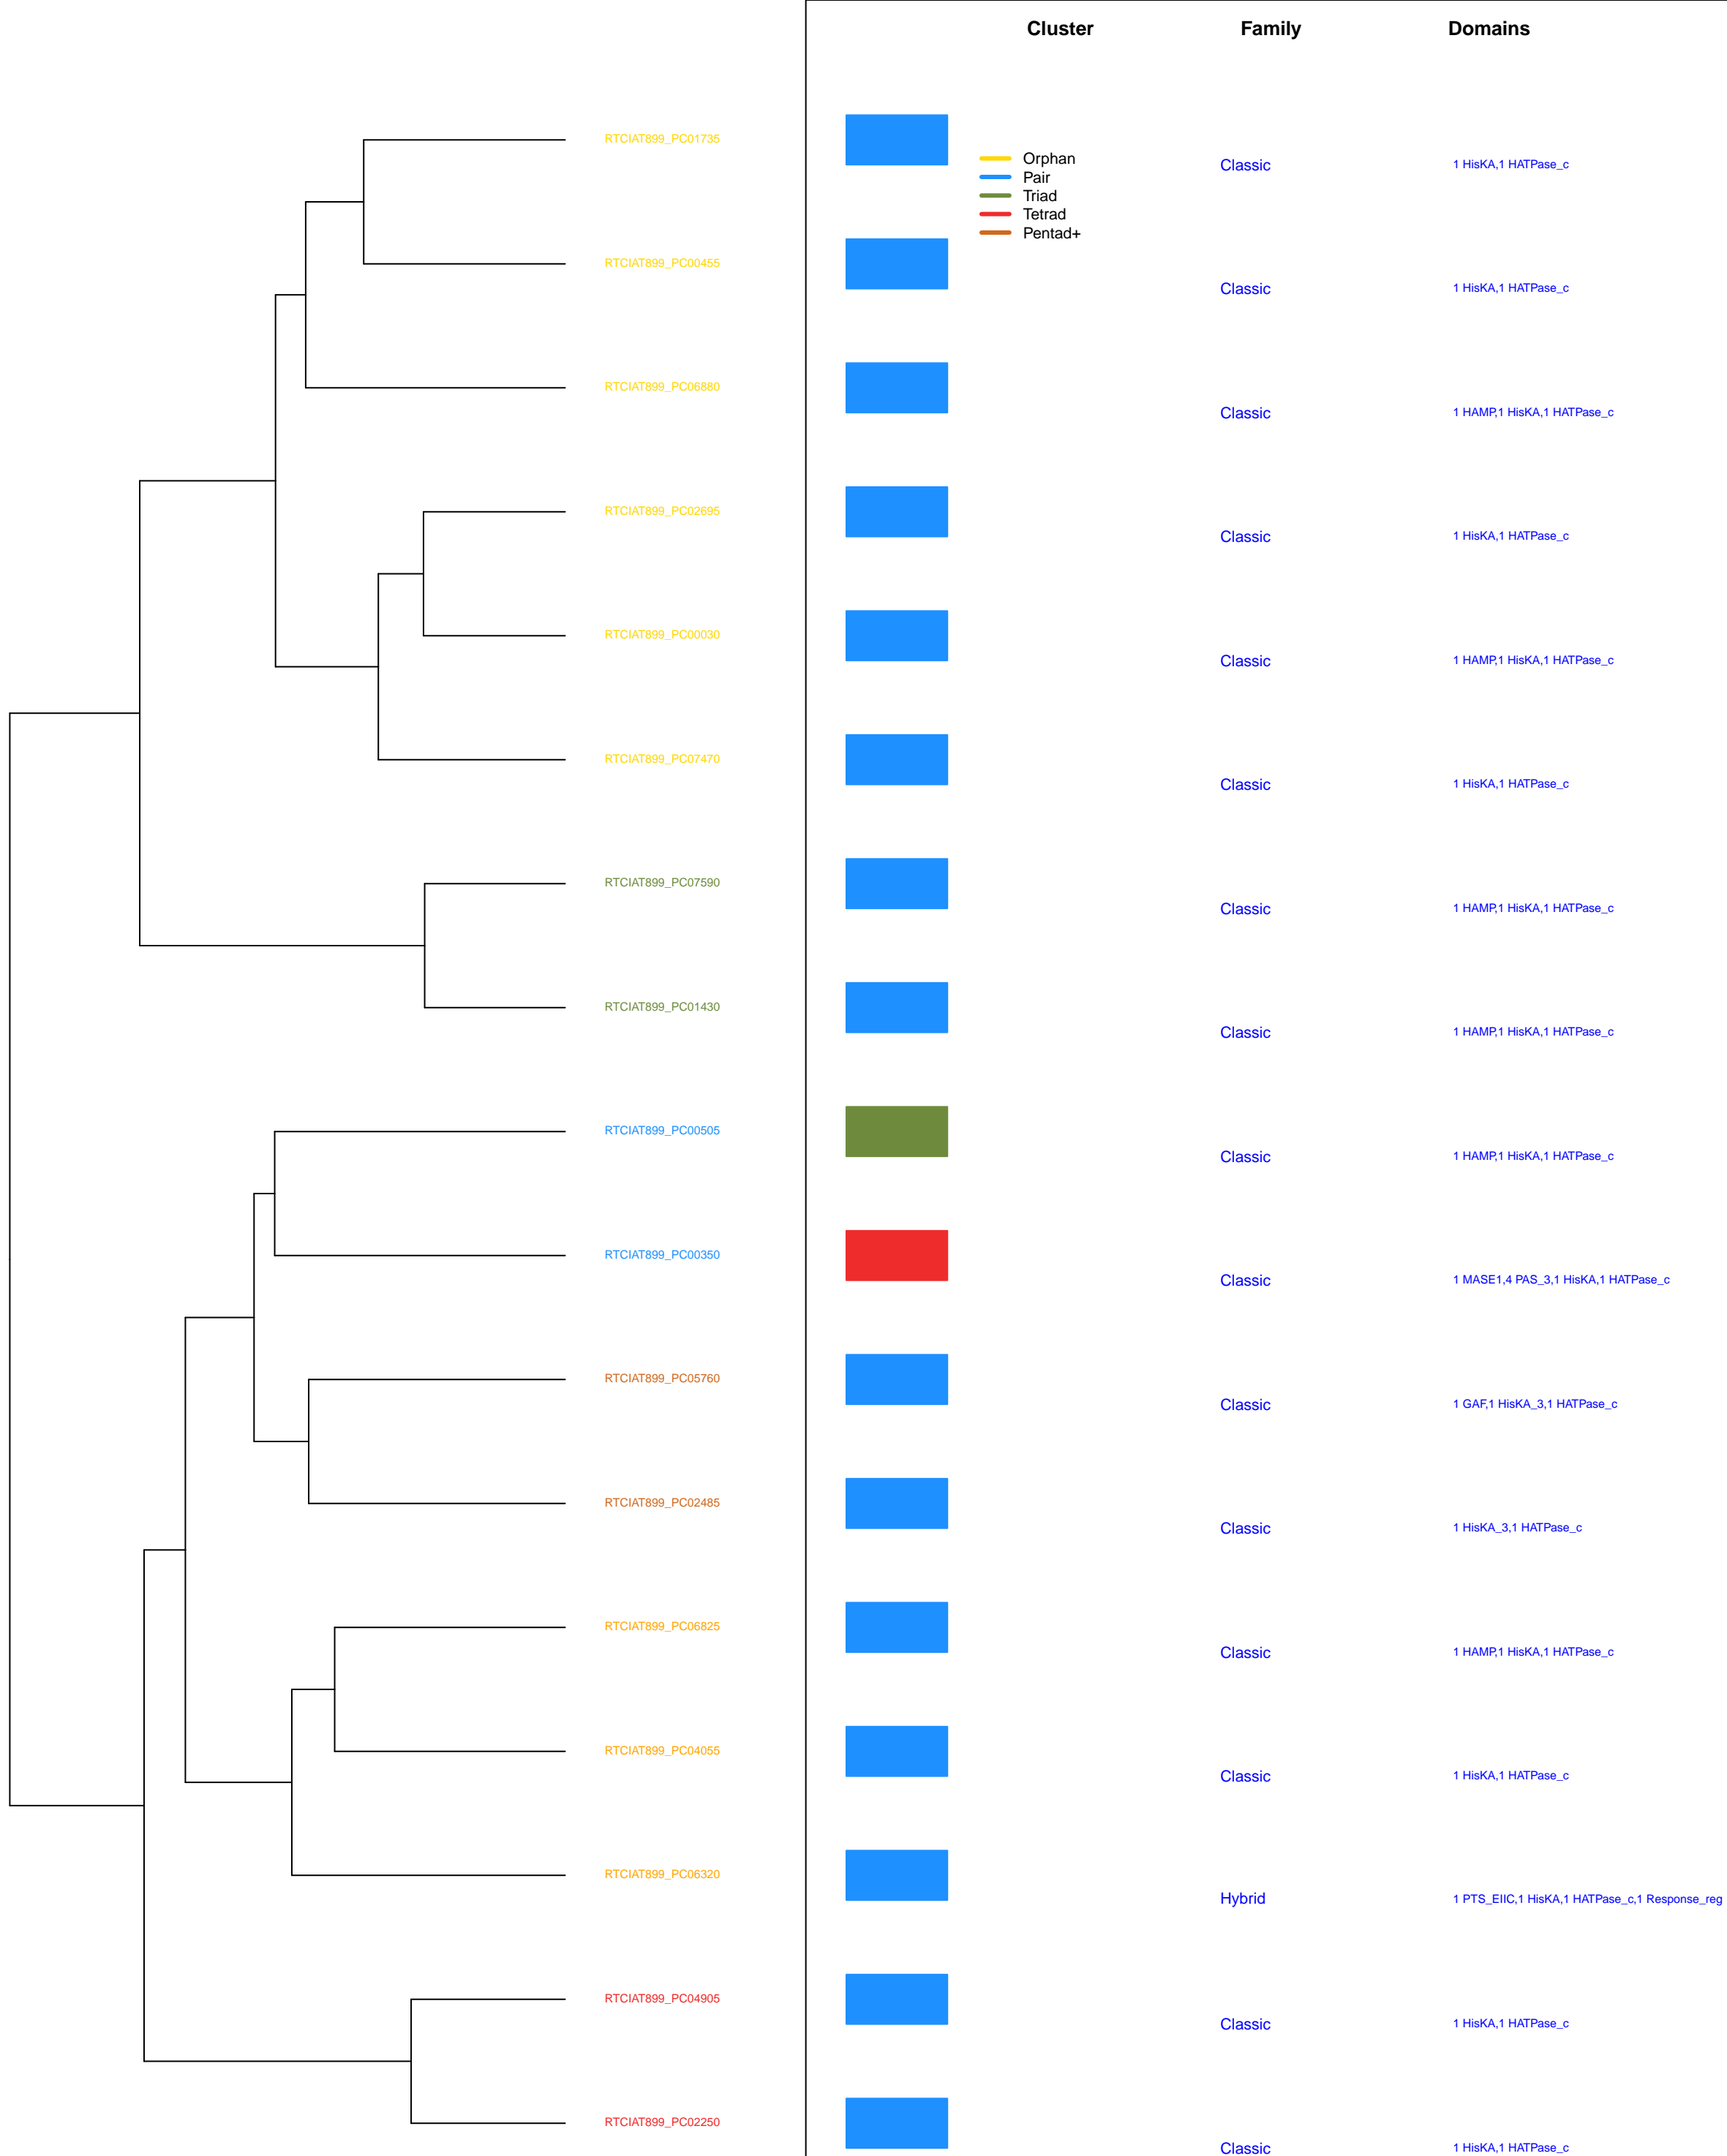 Cluster Family Domains
RTCIAT899_PC01735
Orphan
Classic 1 HisKA,1 HATPase_c
Pair
Triad
Tetrad
Pentad+
RTCIAT899_PC00455
Classic 1 HisKA,1 HATPase_c
RTCIAT899_PC06880
Classic 1 HAMP,1 HisKA,1 HATPase_c
RTCIAT899_PC02695
Classic 1 HisKA,1 HATPase_c
RTCIAT899_PC00030
Classic 1 HAMP,1 HisKA,1 HATPase_c
RTCIAT899_PC07470
Classic 1 HisKA,1 HATPase_c
RTCIAT899_PC07590
Classic 1 HAMP,1 HisKA,1 HATPase_c
RTCIAT899_PC01430
Classic 1 HAMP,1 HisKA,1 HATPase_c
RTCIAT899_PC00505
Classic 1 HAMP,1 HisKA,1 HATPase_c
RTCIAT899_PC00350
Classic 1 MASE1,4 PAS_3,1 HisKA,1 HATPase_c
RTCIAT899_PC05760
Classic 1 GAF,1 HisKA_3,1 HATPase_c
RTCIAT899_PC02485
Classic 1 HisKA_3,1 HATPase_c
RTCIAT899_PC06825
Classic 1 HAMP,1 HisKA,1 HATPase_c
RTCIAT899_PC04055
Classic 1 HisKA,1 HATPase_c
RTCIAT899_PC06320
Hybrid 1 PTS_EIIC,1 HisKA,1 HATPase_c,1 Response_reg
RTCIAT899_PC04905
Classic 1 HisKA,1 HATPase_c
RTCIAT899_PC02250
Classic 1 HisKA,1 HATPase_c